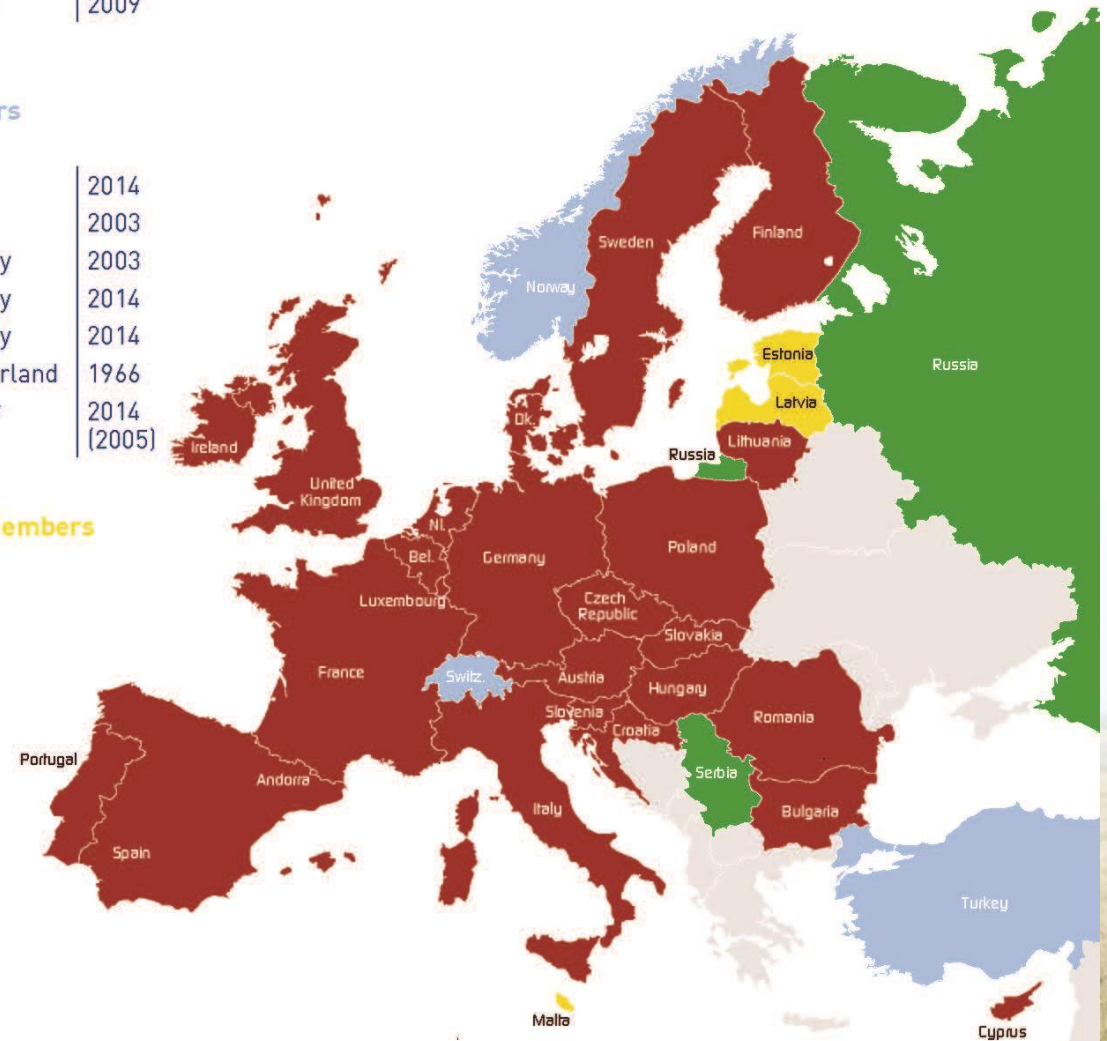 2009
rs
2014
2003
y 2003
y 2014
y 2014
rland 1966
2014
(2005)
embers
Norway
Sweden
Finland
Estonia
Latvia
Lithuania
Russia
Russia
Dk.
Ireland
United
Kingdom
Nl.
Bel.
Luxembourg
Germany
Poland
Czech
Republic
Slovakia
France
Switz.
Austria
Hungary
Slovenia
Croatia
Romania
Serbia
Bulgaria
Portugal
Andorra
Spain
Italy
Turkey
Malta
Cyprus